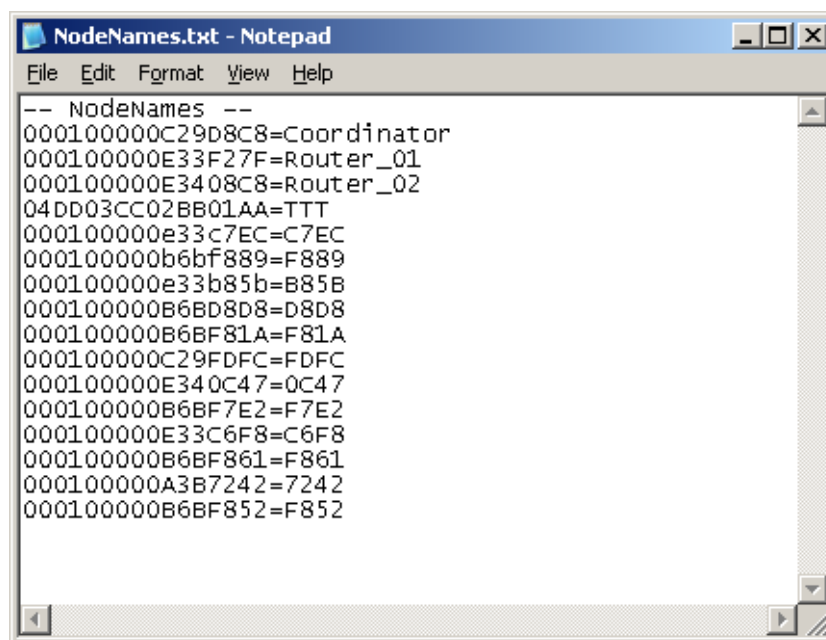 NodeNames.txt - Notepad
File Edit Format View Help
-- NodeNames --
000100000C29D8C8=Coordinator
000100000E33F27F=Router_01
000100000E3408C8=Router_02
04DD03CC02BB01AA=TTT
000100000e33c7EC=C7EC
000100000b6bf889=F889
000100000e33b85b=B85B
000100000B6BD8D8=D8D8
000100000B6BF81A=F81A
000100000C29FDFC=FDFC
000100000E340C47=0C47
000100000B6BF7E2=F7E2
000100000E33C6F8=C6F8
000100000B6BF861=F861
000100000A3B7242=7242
000100000B6BF852=F852